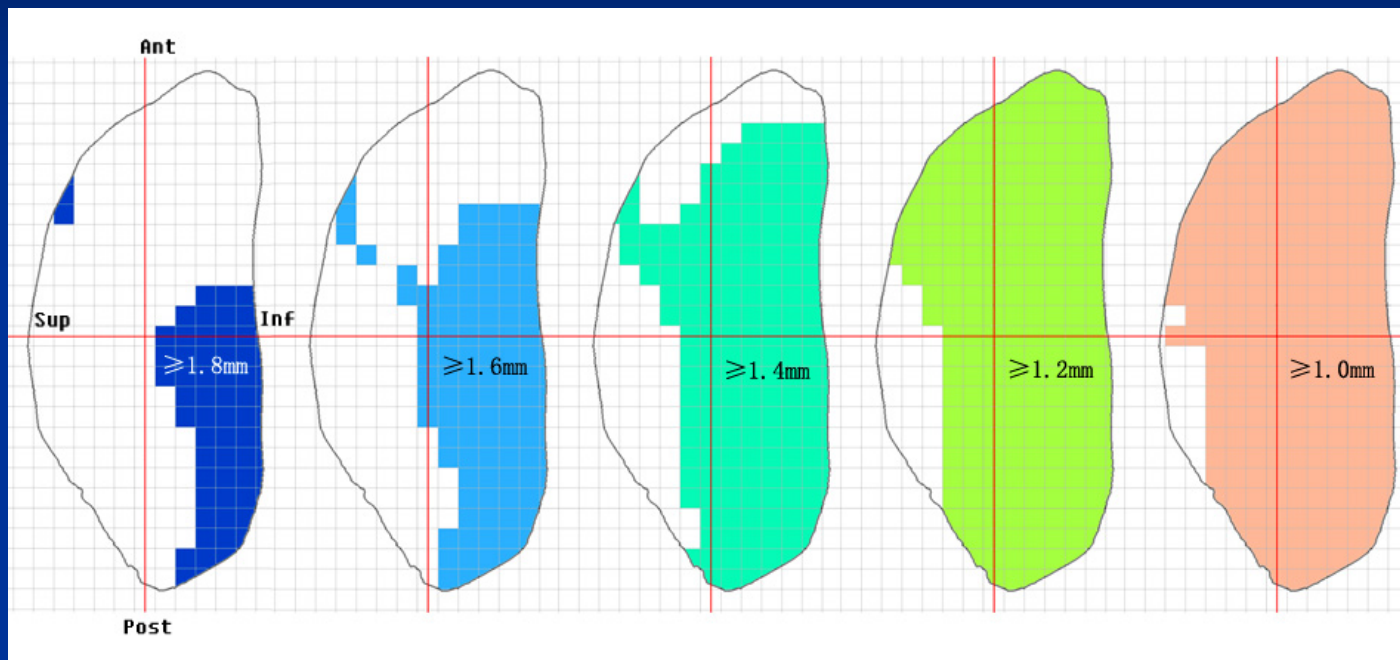 Ant
Sup
Inf
≥1.8mm
≥1.6mm
≥1.4mm
≥1.2mm
≥1.0mm
Post